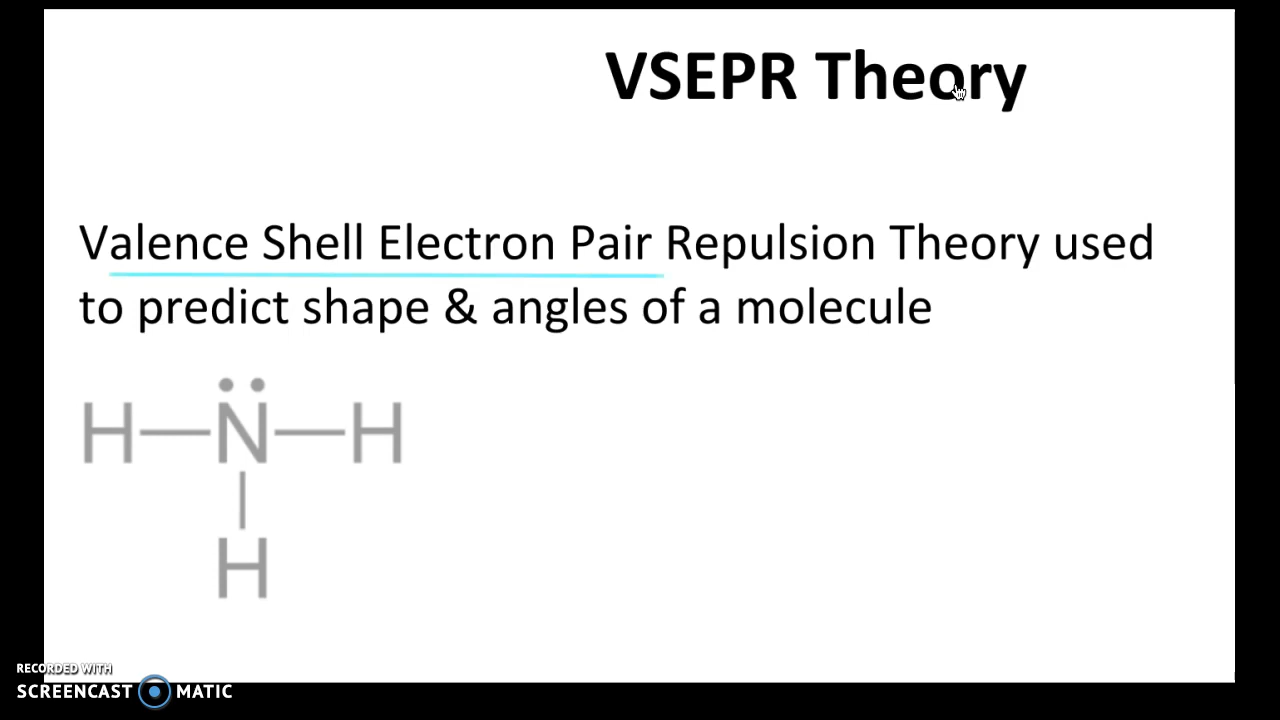 VSEPR Theory
Valence Shell Electron Pair Repulsion Theory used
to predict shape & angles of a molecule
H N H
H
RECORDED WITH
SCREENCAST MATIC